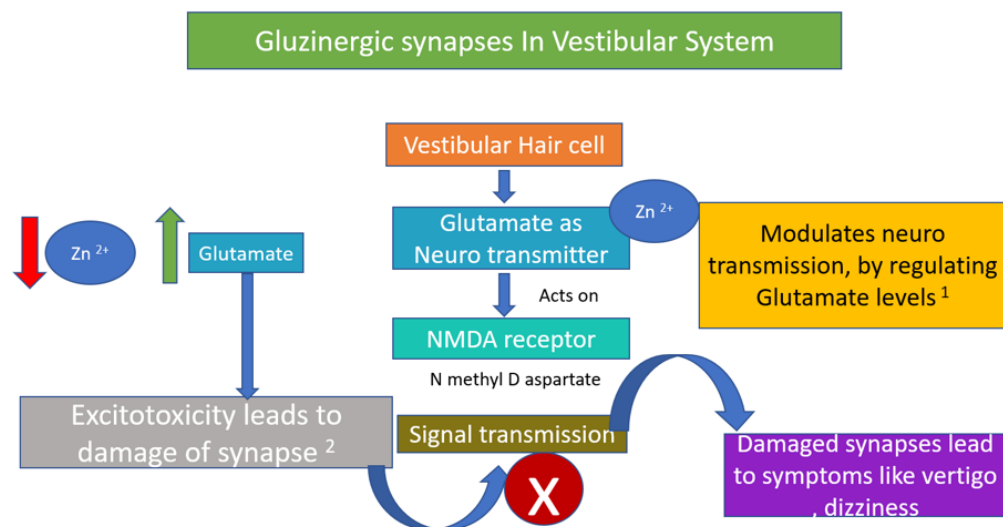 Gluzinergic synapses In Vestibular System
Vestibular Hair cell
Zn 2+
Glutamate
Glutamate as
Neuro transmitter
Zn 2+
Modulates neuro
transmission, by regulating
Glutamate levels 1
Acts on
NMDA receptor
N methyl D aspartate
Excitotoxicity leads to
damage of synapse 2
Signal transmission
X
Damaged synapses lead
to symptoms like vertigo
, dizziness